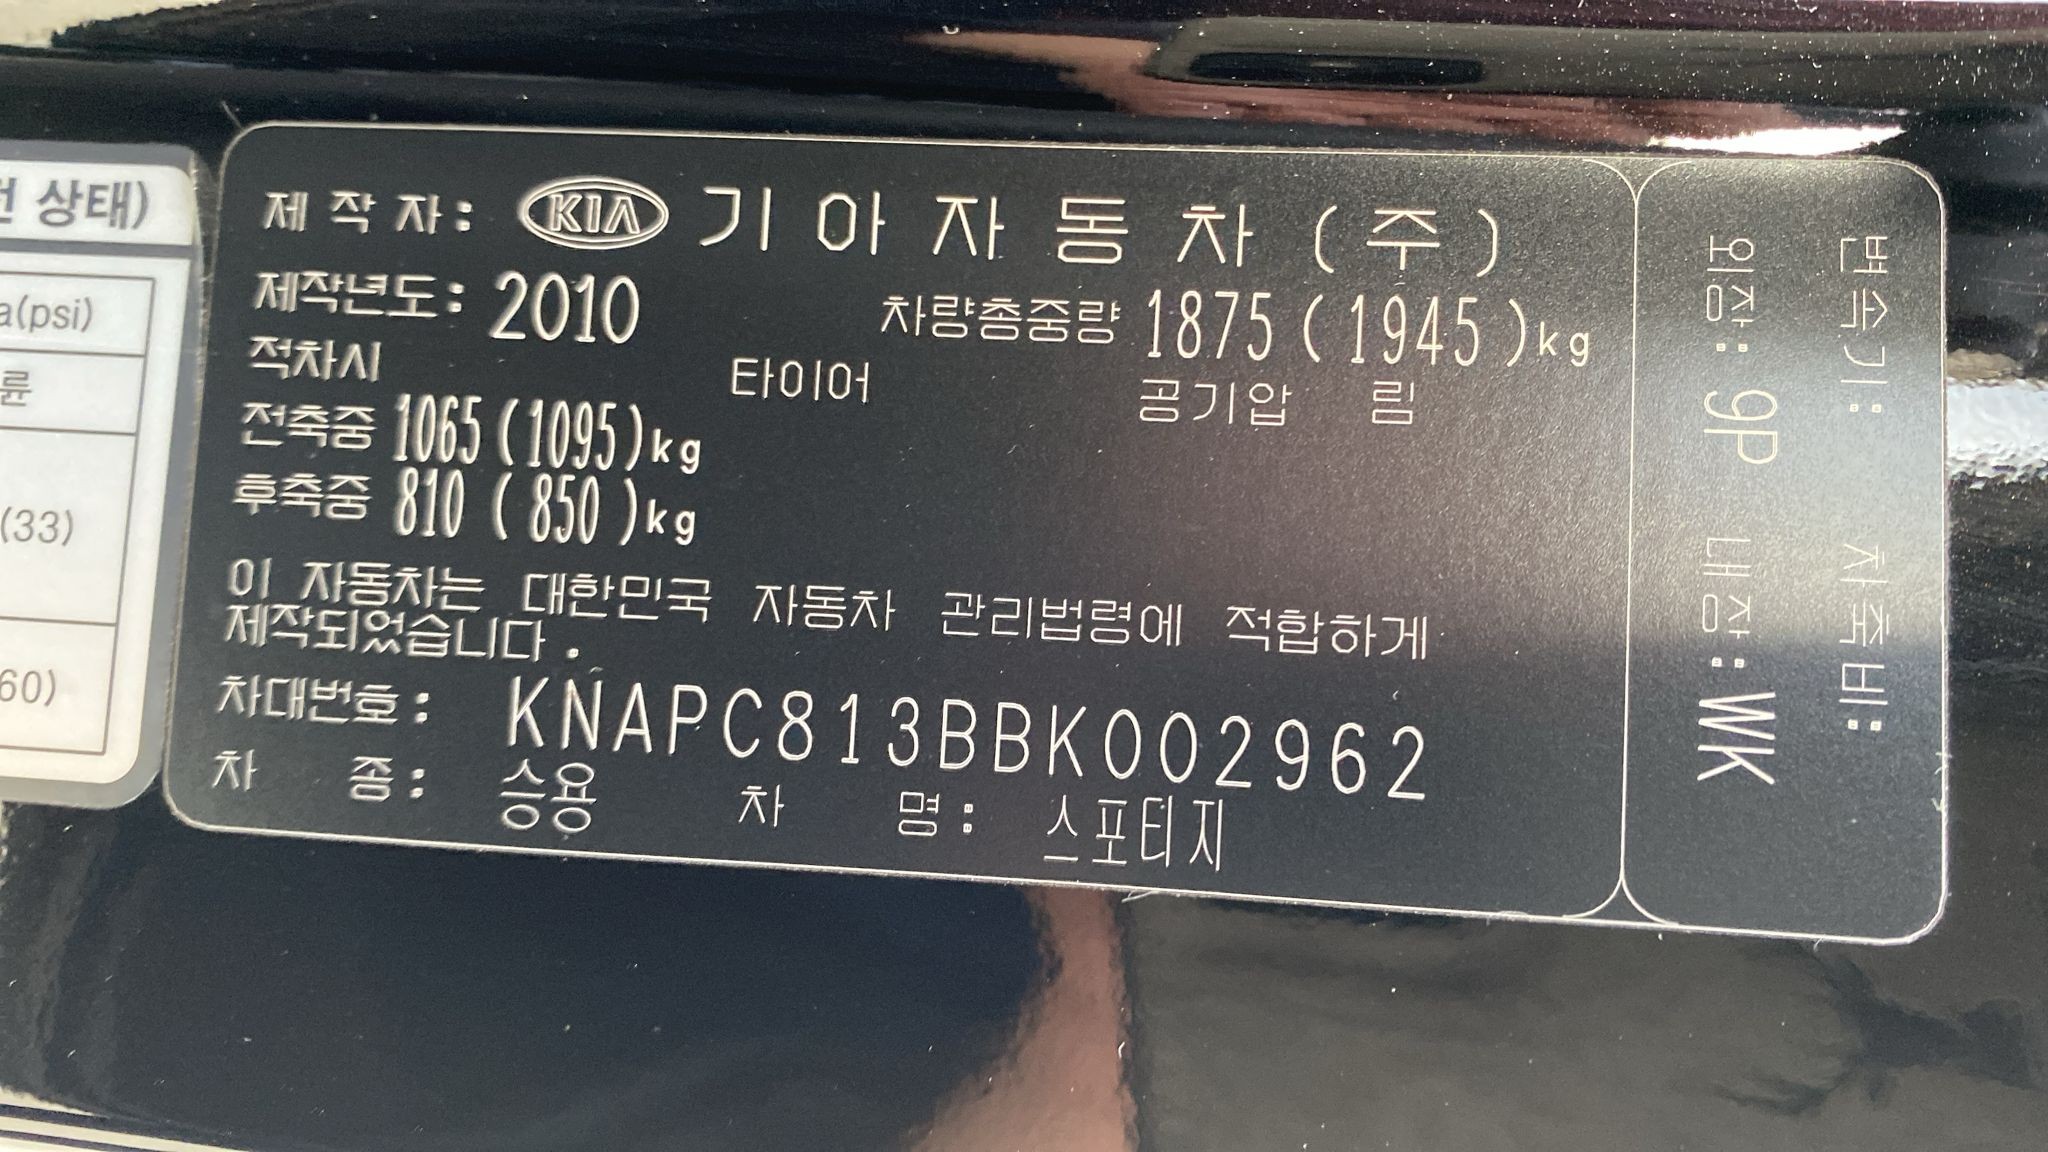 전 상태)
a(psi)
륜
(33)
60)
제 작 자: KIA 기 아 자 동 차 (주)
제작년도: 2010 차량총중량 1875 (1945)kg
적차시 타이어 공기압 림
전축중 1065 (1095)kg
후축중 810 ( 850 )kg
이 자동차는 대한민국 자동차 관리법령에 적합하게
제작되었습니다.
차대번호: KNAPC813BBK002962
차 종: 승용 차 명: 스포티지
변속기: 차축비:
외장: 9P 내장: WK